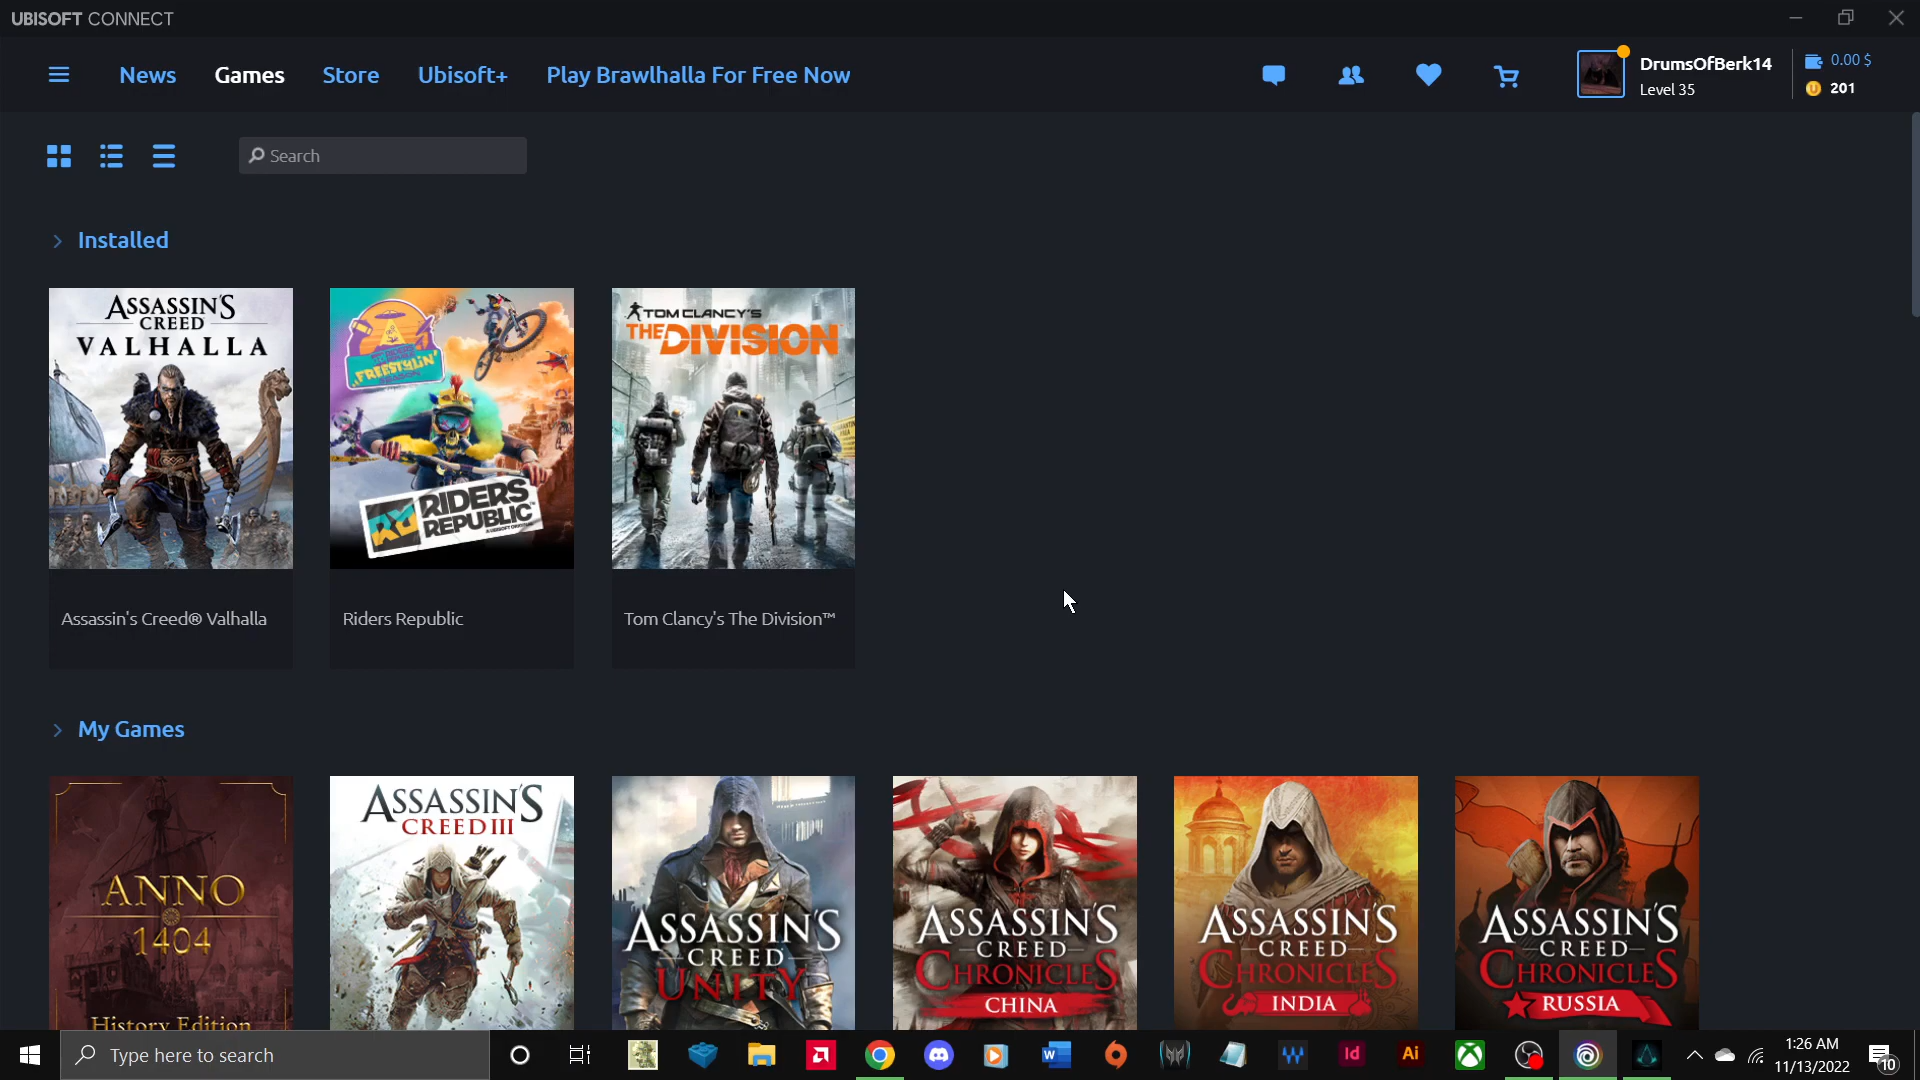 UBISOFT CONNECT
News Games Store Ubisoft+ Play Brawlhalla For Free Now
DrumsOfBerk14
Level 35
0.00 $
201
Search
Installed
ASSASSIN'S
CREED
VALHALLA
FREESTYLIN'
RIDERS
REPUBLIC
TOM CLANCY'S
THE DIVISION
Assassin's Creed® Valhalla
Riders Republic
Tom Clancy's The Division™
My Games
ANNO
1404
History Edition
ASSASSIN'S
CREED III
ASSASSIN'S
CREED
UNITY
ASSASSIN'S
CREED
CHRONICLES
CHINA
ASSASSIN'S
CREED
CHRONICLES
INDIA
ASSASSIN'S
CREED
CHRONICLES
RUSSIA
Type here to search
W
Id
Ai
1:26 AM
11/13/2022
10